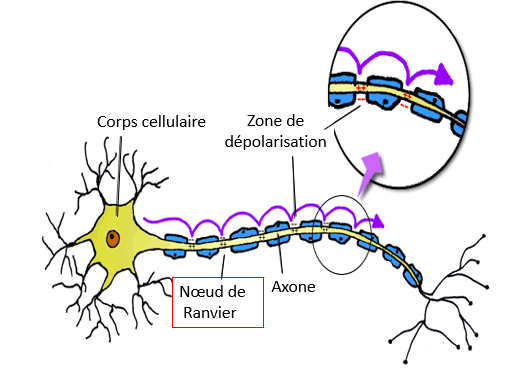 Corps cellulaire
Zone de
dépolarisation
Nœud de
Ranvier
Axone